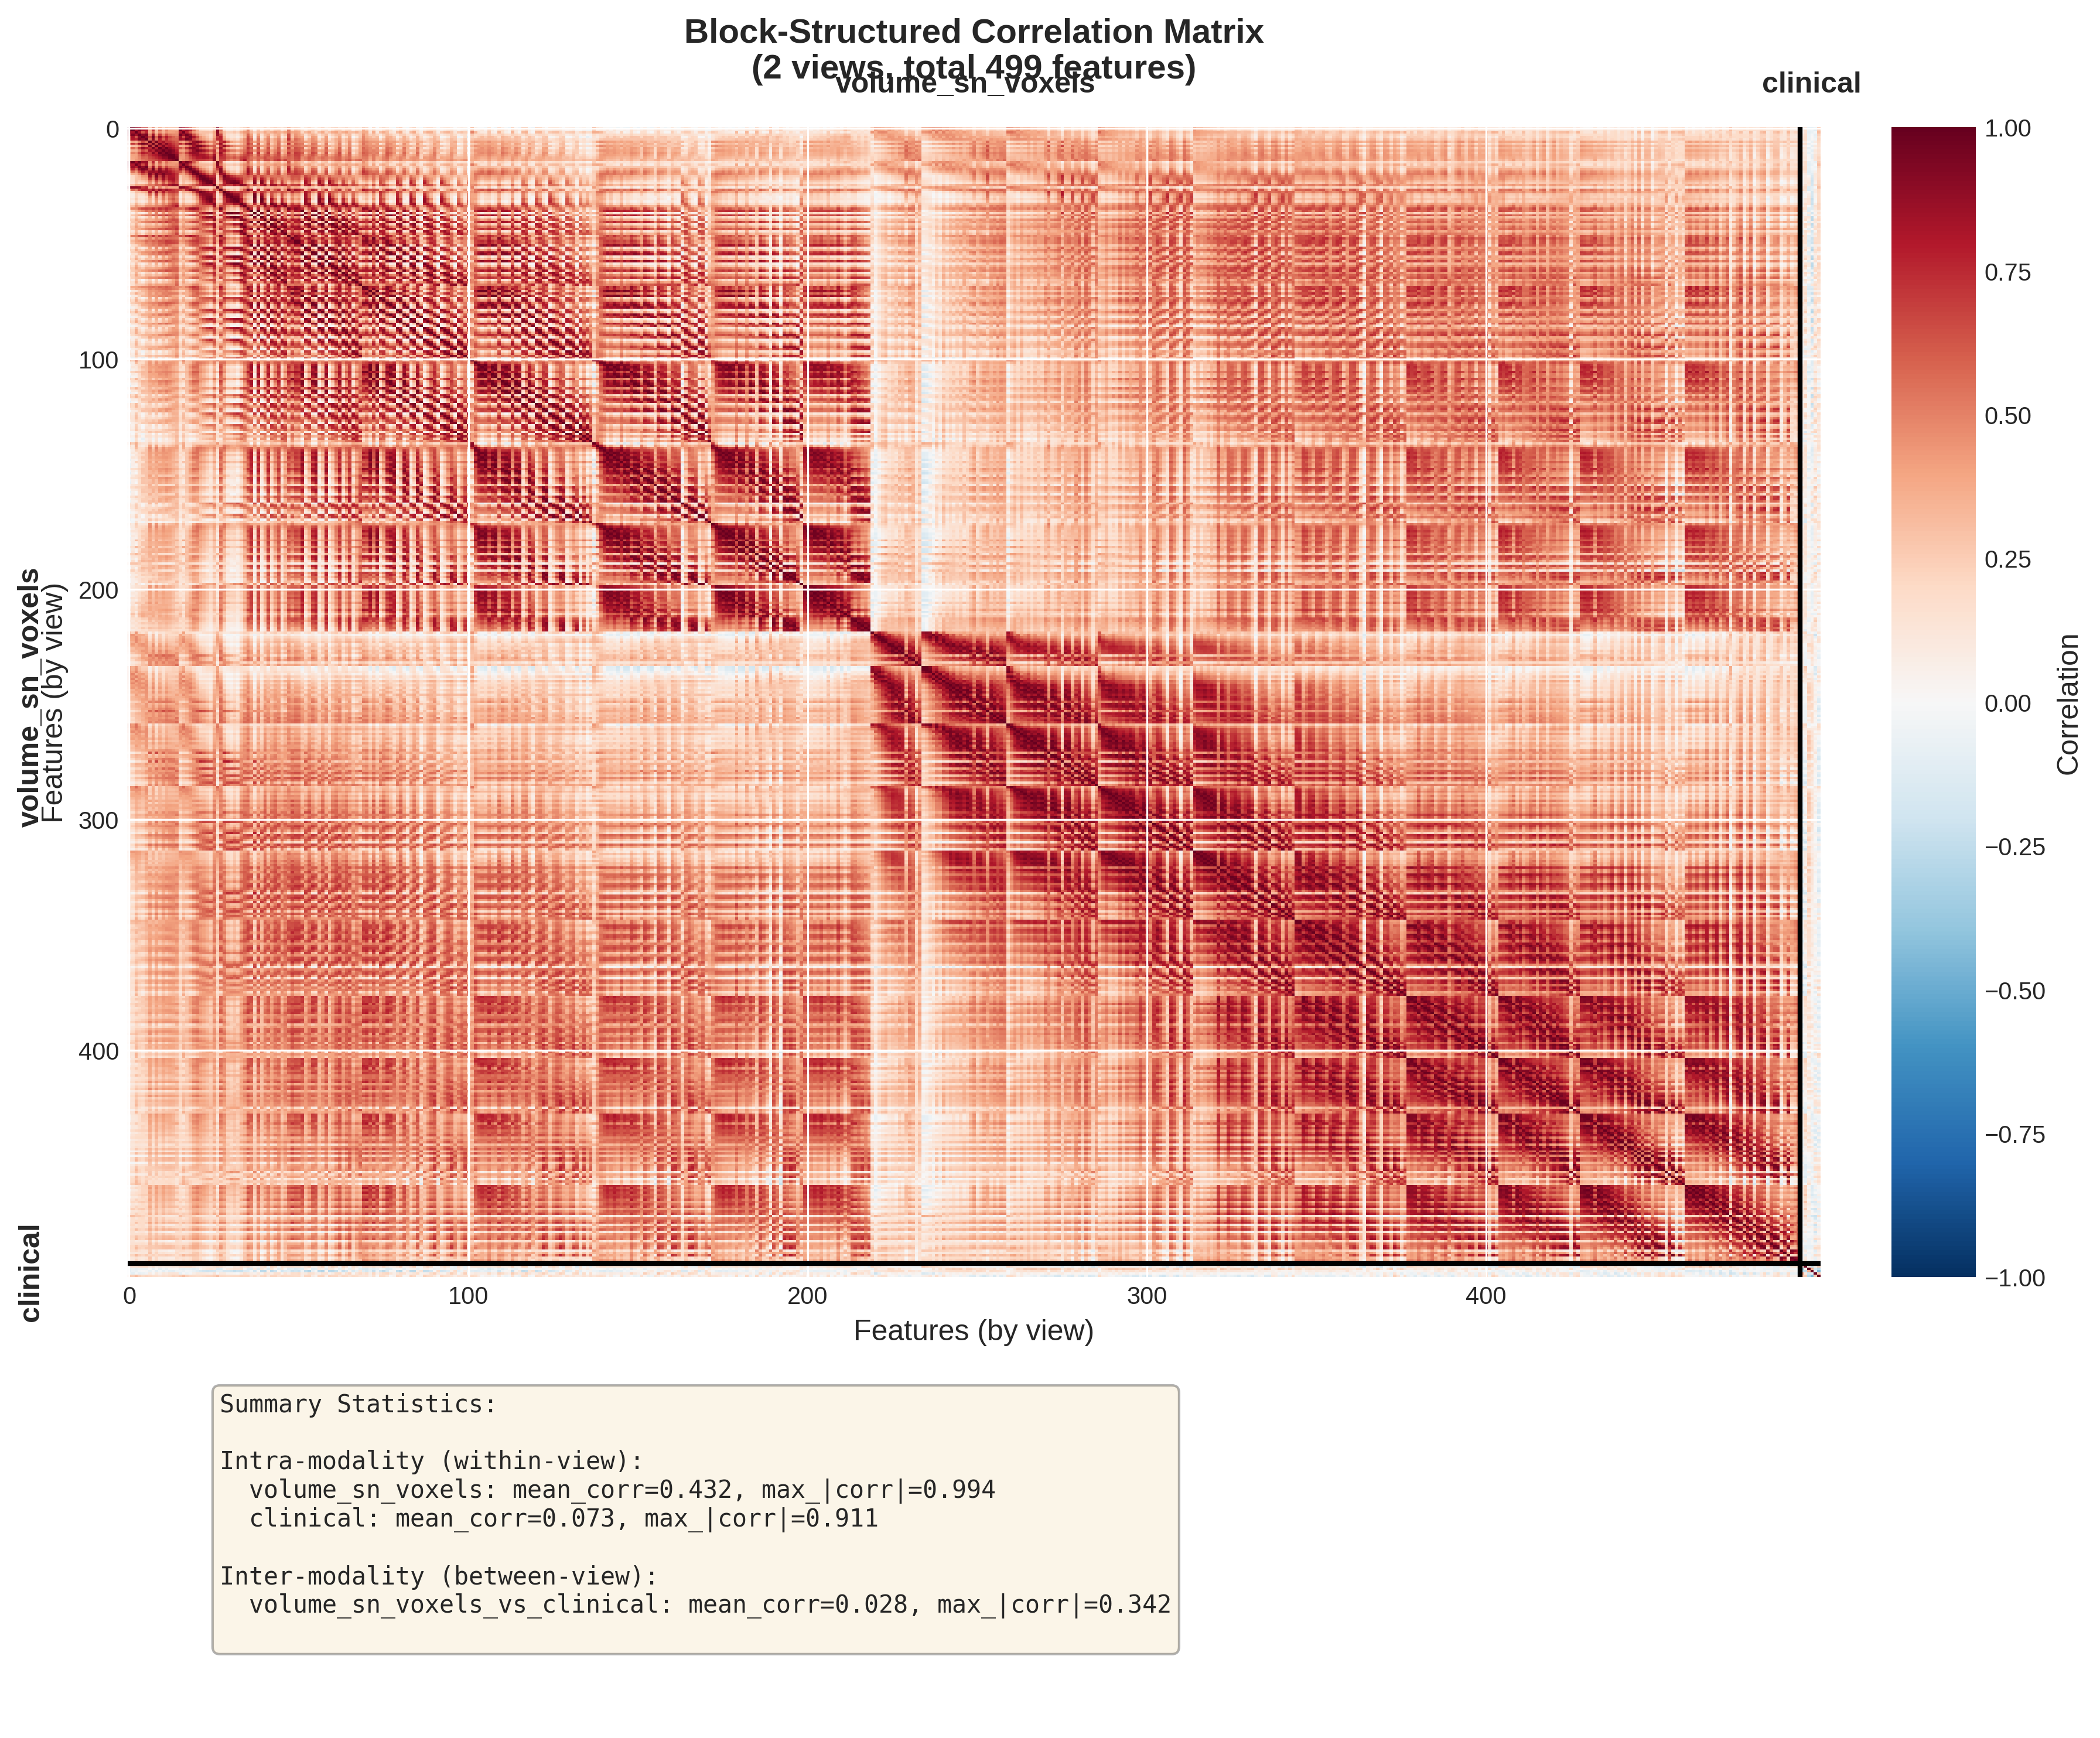 Block-Structured Correlation Matrix
(2 views, total 499 features)
volume_sn_voxels
clinical
0
100
200
300
400
volume_sn_voxels
Features (by view)
clinical
0
100
200
300
400
Features (by view)
1.00
0.75
0.50
0.25
0.00
−0.25
−0.50
−0.75
−1.00
Correlation
Summary Statistics:
Intra-modality (within-view):
volume_sn_voxels: mean_corr=0.432, max_|corr|=0.994
clinical: mean_corr=0.073, max_|corr|=0.911
Inter-modality (between-view):
volume_sn_voxels_vs_clinical: mean_corr=0.028, max_|corr|=0.342